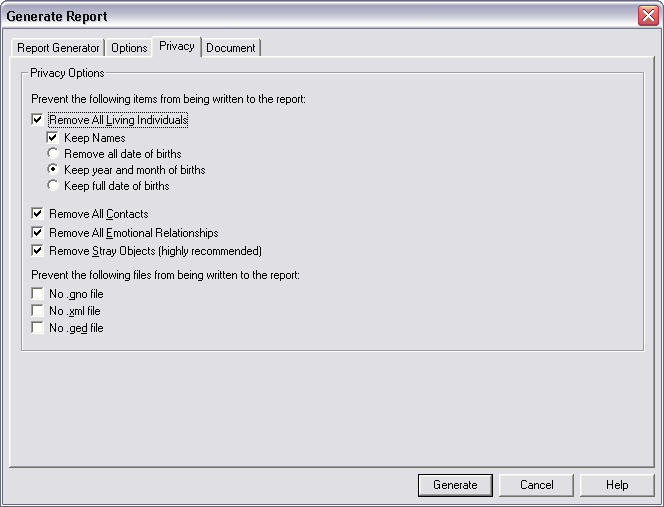 Generate Report
Report Generator Options Privacy Document
Privacy Options
Prevent the following items from being written to the report:
Remove All Living Individuals
Keep Names
Remove all date of births
Keep year and month of births
Keep full date of births
Remove All Contacts
Remove All Emotional Relationships
Remove Stray Objects (highly recommended)
Prevent the following files from being written to the report:
No .gno file
No .xml file
No .ged file
Generate Cancel Help